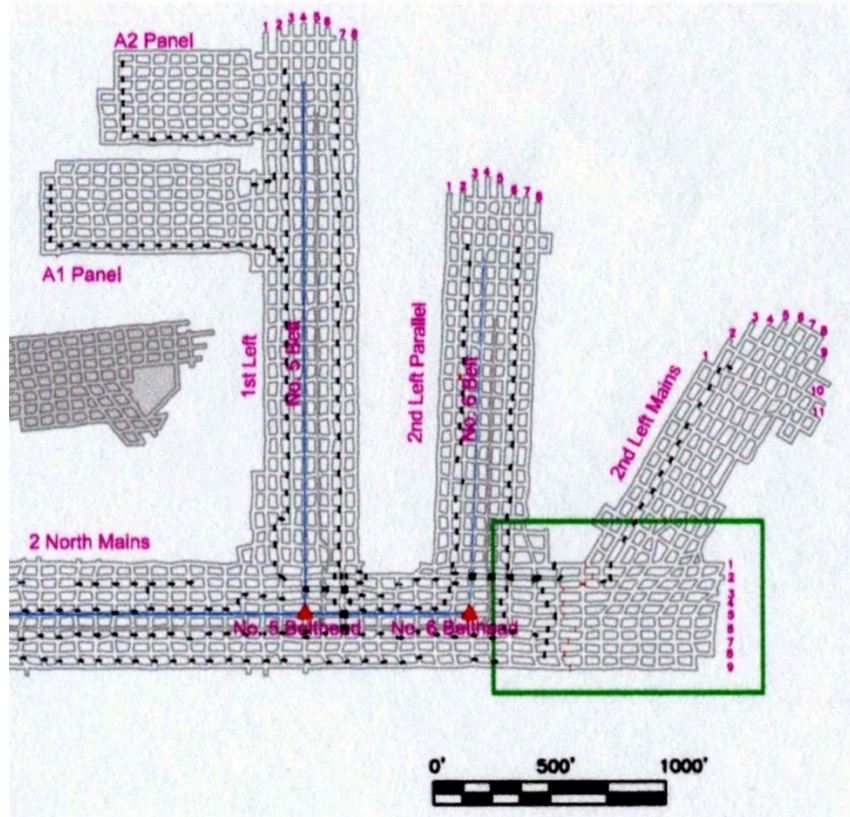 A2 Panel
1 2 3 4 5 6 7 8
A1 Panel
1st Left
No. 5 Belt
1 2 3 4 5 6 7 8
2nd Left Parallel
No. 6 Belt
1 2 3 4 5 6 7 8 9 10 11
2nd Left Mains
2 North Mains
No. 5 Belthead
No. 6 Belthead
1
2
3
4
5
6
7
8
9
0' 500' 1000'